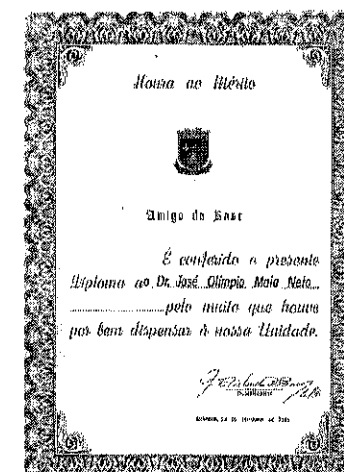 Honra ao Mérito
Amigo da Base
É conferido o presente
Diploma ao Dr. José Olímpio Maia Neto
pelo muito que houve
por bem dispensar à nossa Unidade.